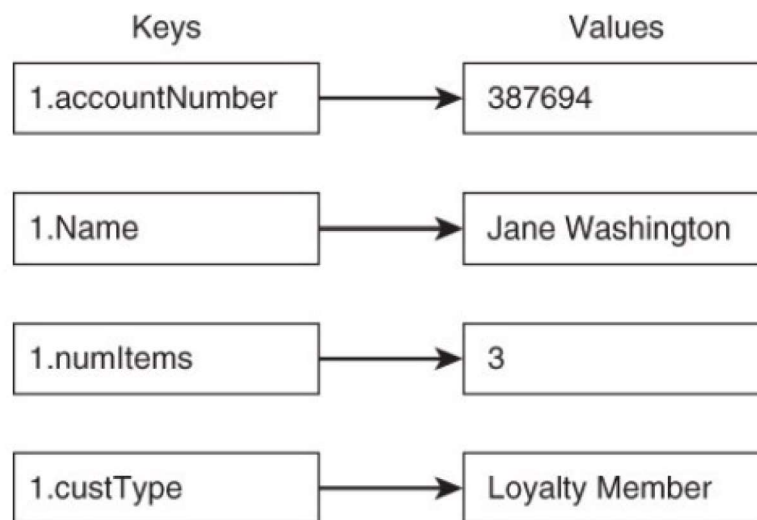 Keys Values
1.accountNumber 387694
1.Name Jane Washington
1.numItems 3
1.custType Loyalty Member